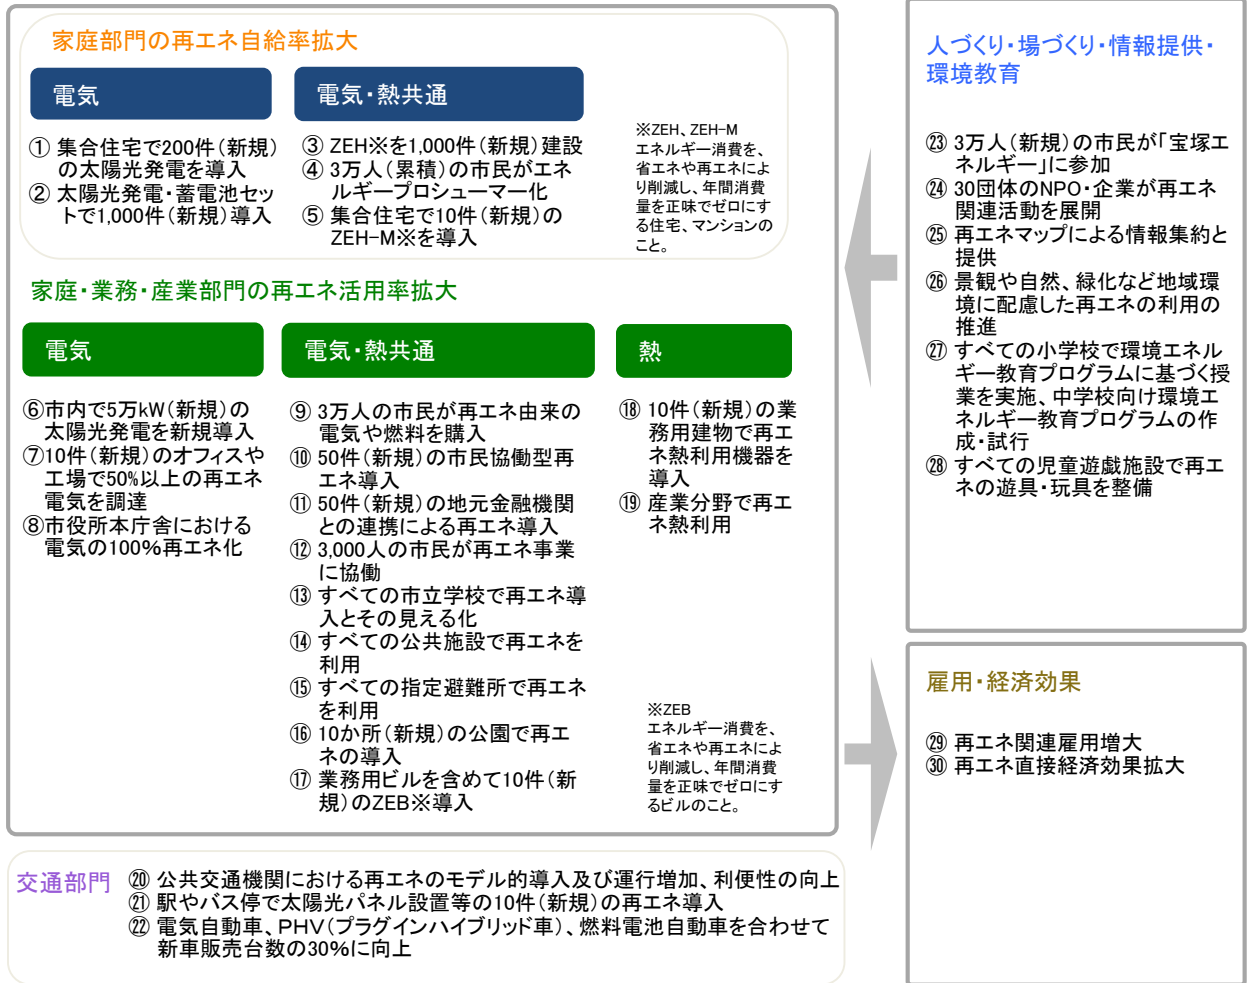 家庭部門の再エネ自給率拡大
電気
① 集合住宅で200件（新規）
の太陽光発電を導入
② 太陽光発電・蓄電池セッ
トで1,000件（新規）導入
電気・熱共通
③ ZEH※を1,000件（新規）建設
④ 3万人（累積）の市民がエネ
ルギープロシューマー化
⑤ 集合住宅で10件（新規）の
ZEH-M※を導入
※ZEH、ZEH-M
エネルギー消費を、
省エネや再エネによ
り削減し、年間消費
量を正味でゼロにす
る住宅、マンションの
こと。
家庭・業務・産業部門の再エネ活用率拡大
電気
⑥市内で5万kW（新規）の
太陽光発電を新規導入
⑦10件（新規）のオフィスや
工場で50%以上の再エネ
電気を調達
⑧市役所本庁舎における
電気の100％再エネ化
電気・熱共通
⑨ 3万人の市民が再エネ由来の
電気や燃料を購入
⑩ 50件（新規）の市民協働型再
エネ導入
⑪ 50件（新規）の地元金融機関
との連携による再エネ導入
⑫ 3,000人の市民が再エネ事業
に協働
⑬ すべての市立学校で再エネ導
入とその見える化
⑭ すべての公共施設で再エネを
利用
⑮ すべての指定避難所で再エネ
を利用
⑯ 10か所（新規）の公園で再エ
ネの導入
⑰ 業務用ビルを含めて10件（新
規）のZEB※導入
熱
⑱ 10件（新規）の業
務用建物で再エ
ネ熱利用機器を
導入
⑲ 産業分野で再エ
ネ熱利用
※ZEB
エネルギー消費を、
省エネや再エネによ
り削減し、年間消費
量を正味でゼロにす
るビルのこと。
交通部門
⑳ 公共交通機関における再エネのモデル的導入及び運行増加、利便性の向上
㉑ 駅やバス停で太陽光パネル設置等の10件（新規）の再エネ導入
㉒ 電気自動車、PHV（プラグインハイブリッド車）、燃料電池自動車を合わせて
新車販売台数の30％に向上
人づくり・場づくり・情報提供・
環境教育
㉓ 3万人（新規）の市民が「宝塚エ
ネルギー」に参加
㉔ 30団体のNPO・企業が再エネ
関連活動を展開
㉕ 再エネマップによる情報集約と
提供
㉖ 景観や自然、緑化など地域環
境に配慮した再エネの利用の
推進
㉗ すべての小学校で環境エネル
ギー教育プログラムに基づく授
業を実施、中学校向け環境エ
ネルギー教育プログラムの作
成・試行
㉘ すべての児童遊戯施設で再エ
ネの遊具・玩具を整備
雇用・経済効果
㉙ 再エネ関連雇用増大
㉚ 再エネ直接経済効果拡大